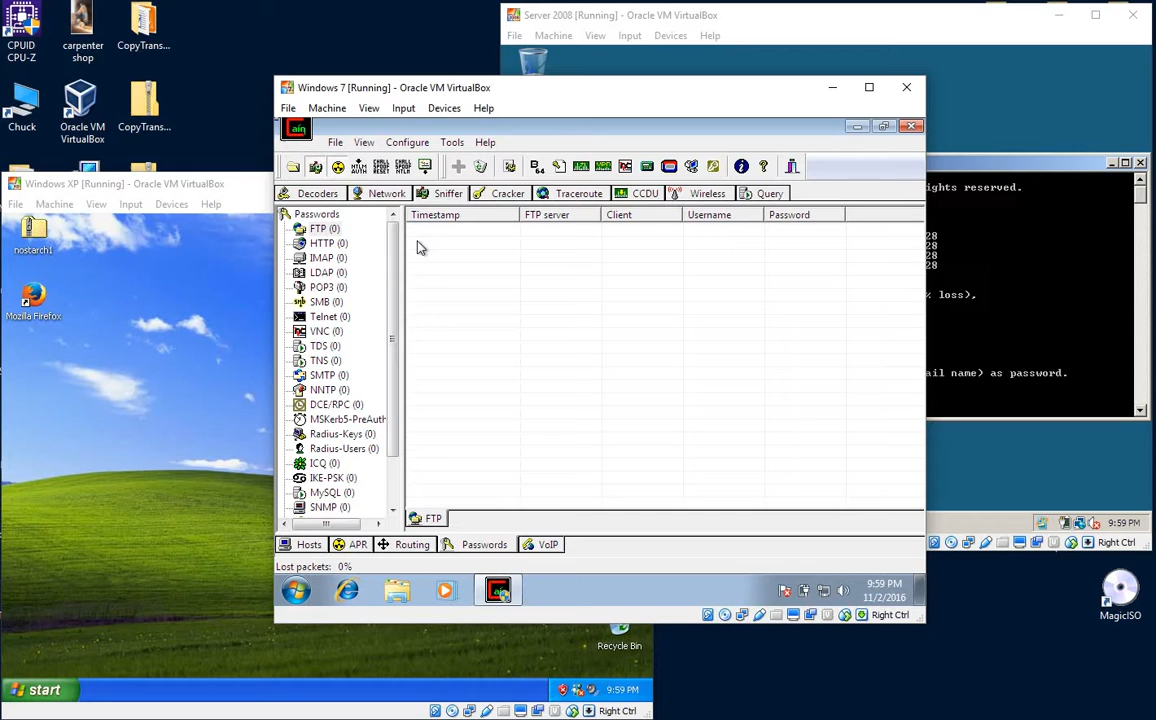 CPUID
CPU-Z
carpenter
shop
CopyTrans...
Chuck
Oracle VM
VirtualBox
CopyTrans...
Server 2008 [Running] - Oracle VM VirtualBox
File Machine View Input Devices Help
Windows 7 [Running] - Oracle VM VirtualBox
File Machine View Input Devices Help
File View Configure Tools Help
Decoders Network Sniffer Cracker Traceroute CCDU Wireless Query
Passwords
FTP (0)
HTTP (0)
IMAP (0)
LDAP (0)
POP3 (0)
SMB (0)
Telnet (0)
VNC (0)
TDS (0)
TNS (0)
SMTP (0)
NNTP (0)
DCE/RPC (0)
MSKerb5-PreAuth
Radius-Keys (0)
Radius-Users (0)
ICQ (0)
IKE-PSK (0)
MySQL (0)
SNMP (0)
Timestamp FTP server Client Username Password
FTP
Hosts APR Routing Passwords VoIP
Lost packets: 0%
9:59 PM
11/2/2016
Right Ctrl
Windows XP [Running] - Oracle VM VirtualBox
File Machine View Input Devices Help
nostarch1
Mozilla Firefox
Recycle Bin
start
9:59 PM
Right Ctrl
ights reserved.
28
28
28
28
% loss),
ail name) as password.
9:59 PM
Right Ctrl
MagicISO